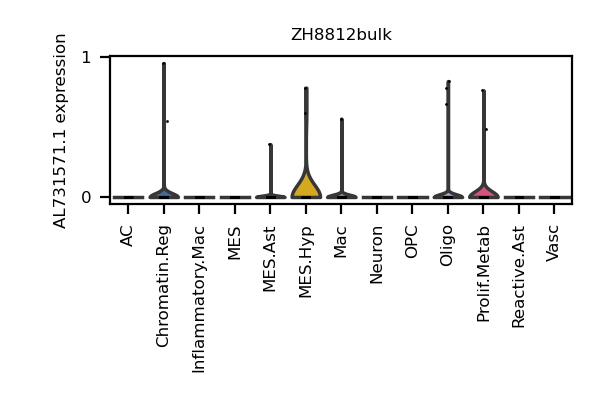 ZH8812bulk
AL731571.1 expression
1
0
AC
Chromatin.Reg
Inflammatory.Mac
MES
MES.Ast
MES.Hyp
Mac
Neuron
OPC
Oligo
Prolif.Metab
Reactive.Ast
Vasc